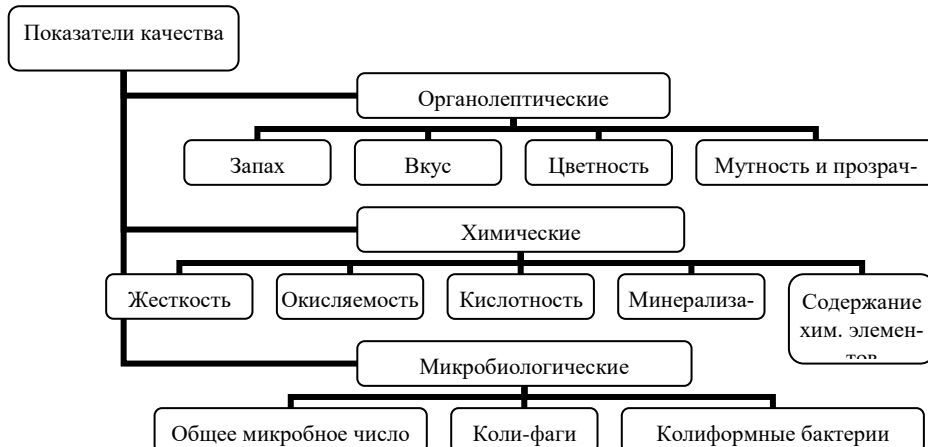 Показатели качества
Органолептические
Запах
Вкус
Цветность
Мутность и прозрач-
Химические
Жесткость
Окисляемость
Кислотность
Минерализа-
Содержание
хим. элемен-
тов
Микробиологические
Общее микробное число
Коли-фаги
Колиформные бактерии